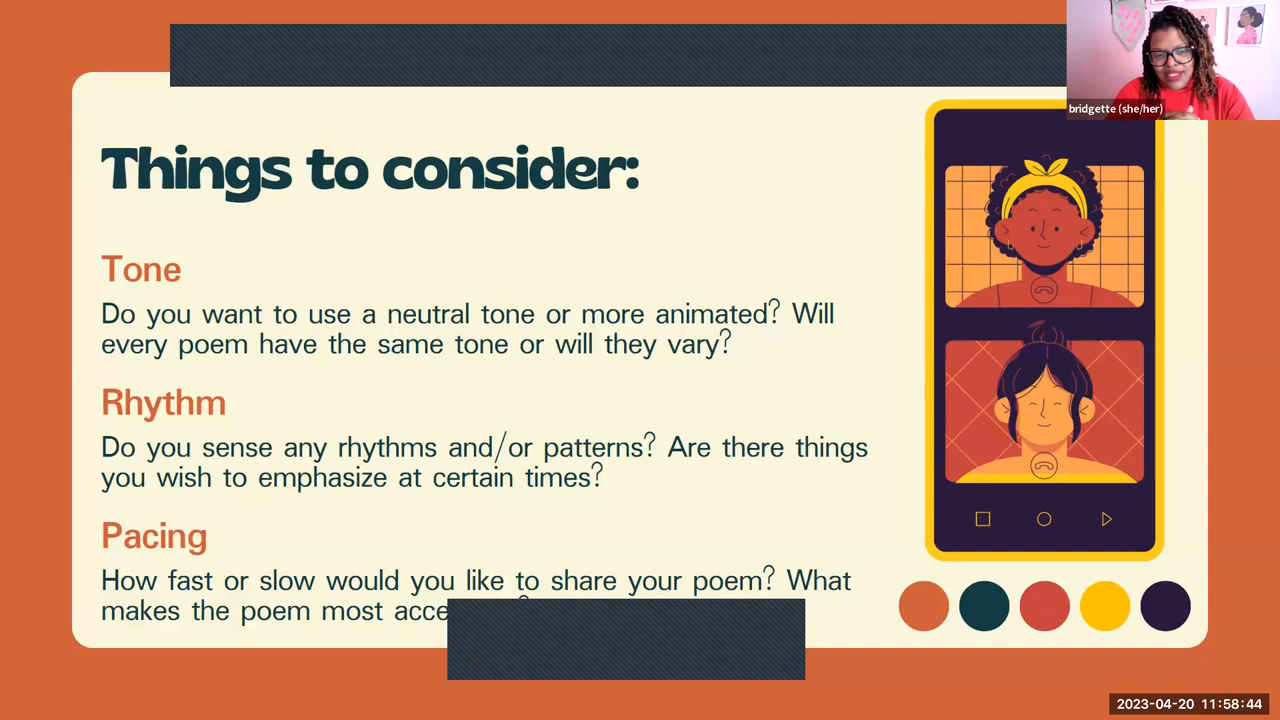 bridgette (she/her)
Things to consider:
Tone
Do you want to use a neutral tone or more animated? Will
every poem have the same tone or will they vary?
Rhythm
Do you sense any rhythms and/or patterns? Are there things
you wish to emphasize at certain times?
Pacing
How fast or slow would you like to share your poem? What
makes the poem most
2023-04-20 11:58:44